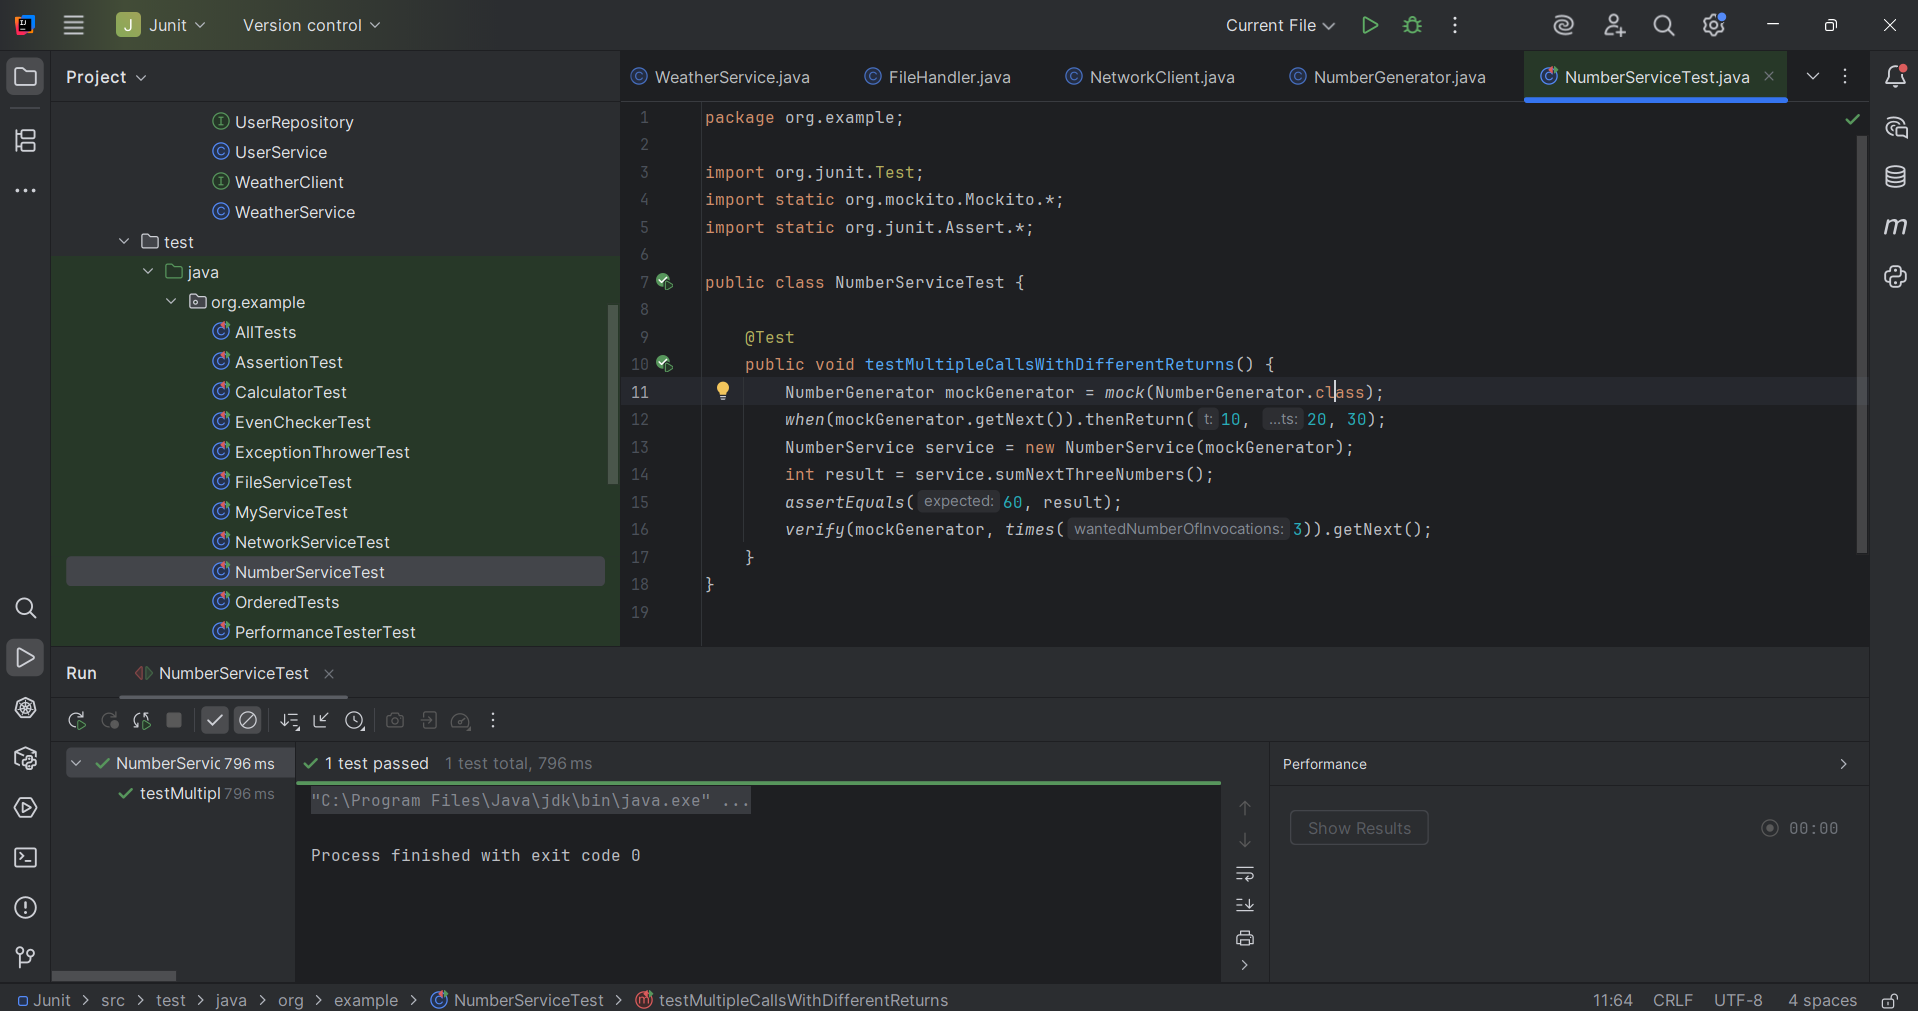 J Junit Version control Current File
Project
WeatherService.java FileHandler.java NetworkClient.java NumberGenerator.java NumberServiceTest.java
UserRepository
UserService
WeatherClient
WeatherService
test
java
org.example
AllTests
AssertionTest
CalculatorTest
EvenCheckerTest
ExceptionThrowerTest
FileServiceTest
MyServiceTest
NetworkServiceTest
NumberServiceTest
OrderedTests
PerformanceTesterTest
1 package org.example;
2
3 import org.junit.Test;
4 import static org.mockito.Mockito.*;
5 import static org.junit.Assert.*;
6
7 public class NumberServiceTest {
8
9 @Test
10 public void testMultipleCallsWithDifferentReturns() {
11 NumberGenerator mockGenerator = mock(NumberGenerator.class);
12 when(mockGenerator.getNext()).thenReturn( t: 10, ...ts: 20, 30);
13 NumberService service = new NumberService(mockGenerator);
14 int result = service.sumNextThreeNumbers();
15 assertEquals( expected: 60, result);
16 verify(mockGenerator, times( wantedNumberOfInvocations: 3)).getNext();
17 }
18 }
19
Run NumberServiceTest
NumberServic 796 ms
testMultipl 796 ms
1 test passed 1 test total, 796 ms
"C:\Program Files\Java\jdk\bin\java.exe" ...
Process finished with exit code 0
Performance
Show Results 00:00
Junit > src > test > java > org > example > NumberServiceTest > testMultipleCallsWithDifferentReturns 11:64 CRLF UTF-8 4 spaces